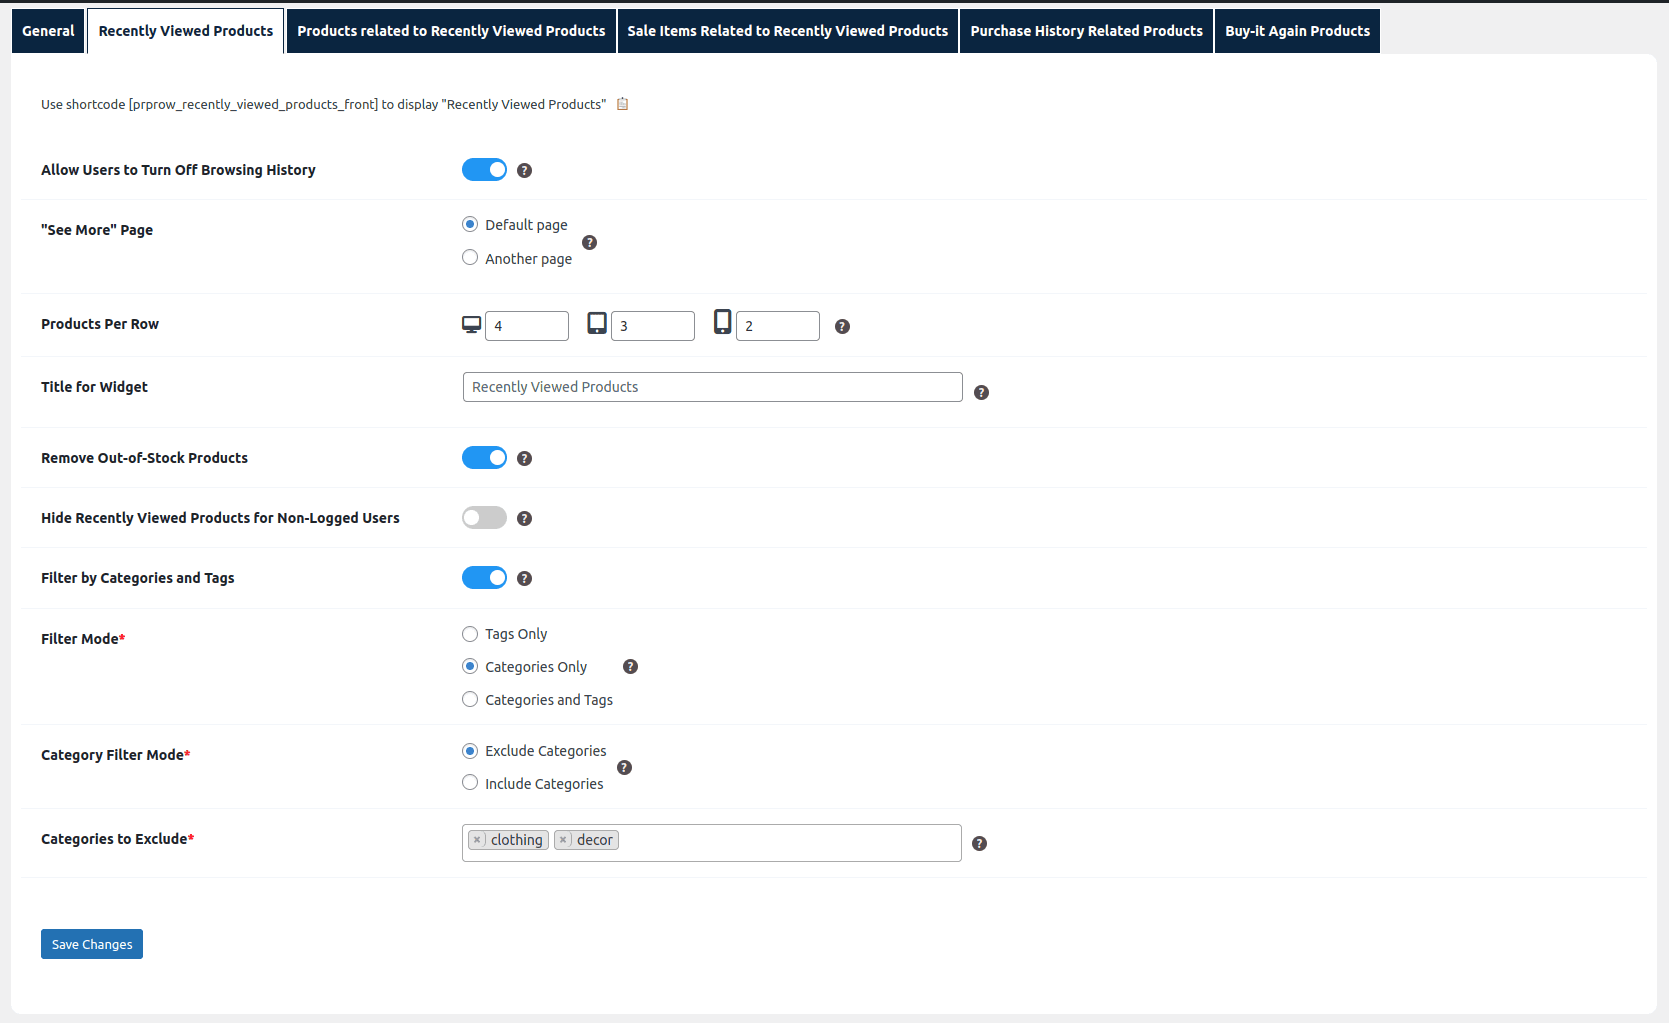 General
Recently Viewed Products
Products related to Recently Viewed Products
Sale Items Related to Recently Viewed Products
Purchase History Related Products
Buy-it Again Products
Use shortcode [prprow_recently_viewed_products_front] to display "Recently Viewed Products"
Allow Users to Turn Off Browsing History
?
"See More" Page
Default page
?
Another page
Products Per Row
4
3
2
?
Title for Widget
Recently Viewed Products
?
Remove Out-of-Stock Products
?
Hide Recently Viewed Products for Non-Logged Users
?
Filter by Categories and Tags
?
Filter Mode*
Tags Only
Categories Only
?
Categories and Tags
Category Filter Mode*
Exclude Categories
?
Include Categories
Categories to Exclude*
× clothing
× decor
?
Save Changes